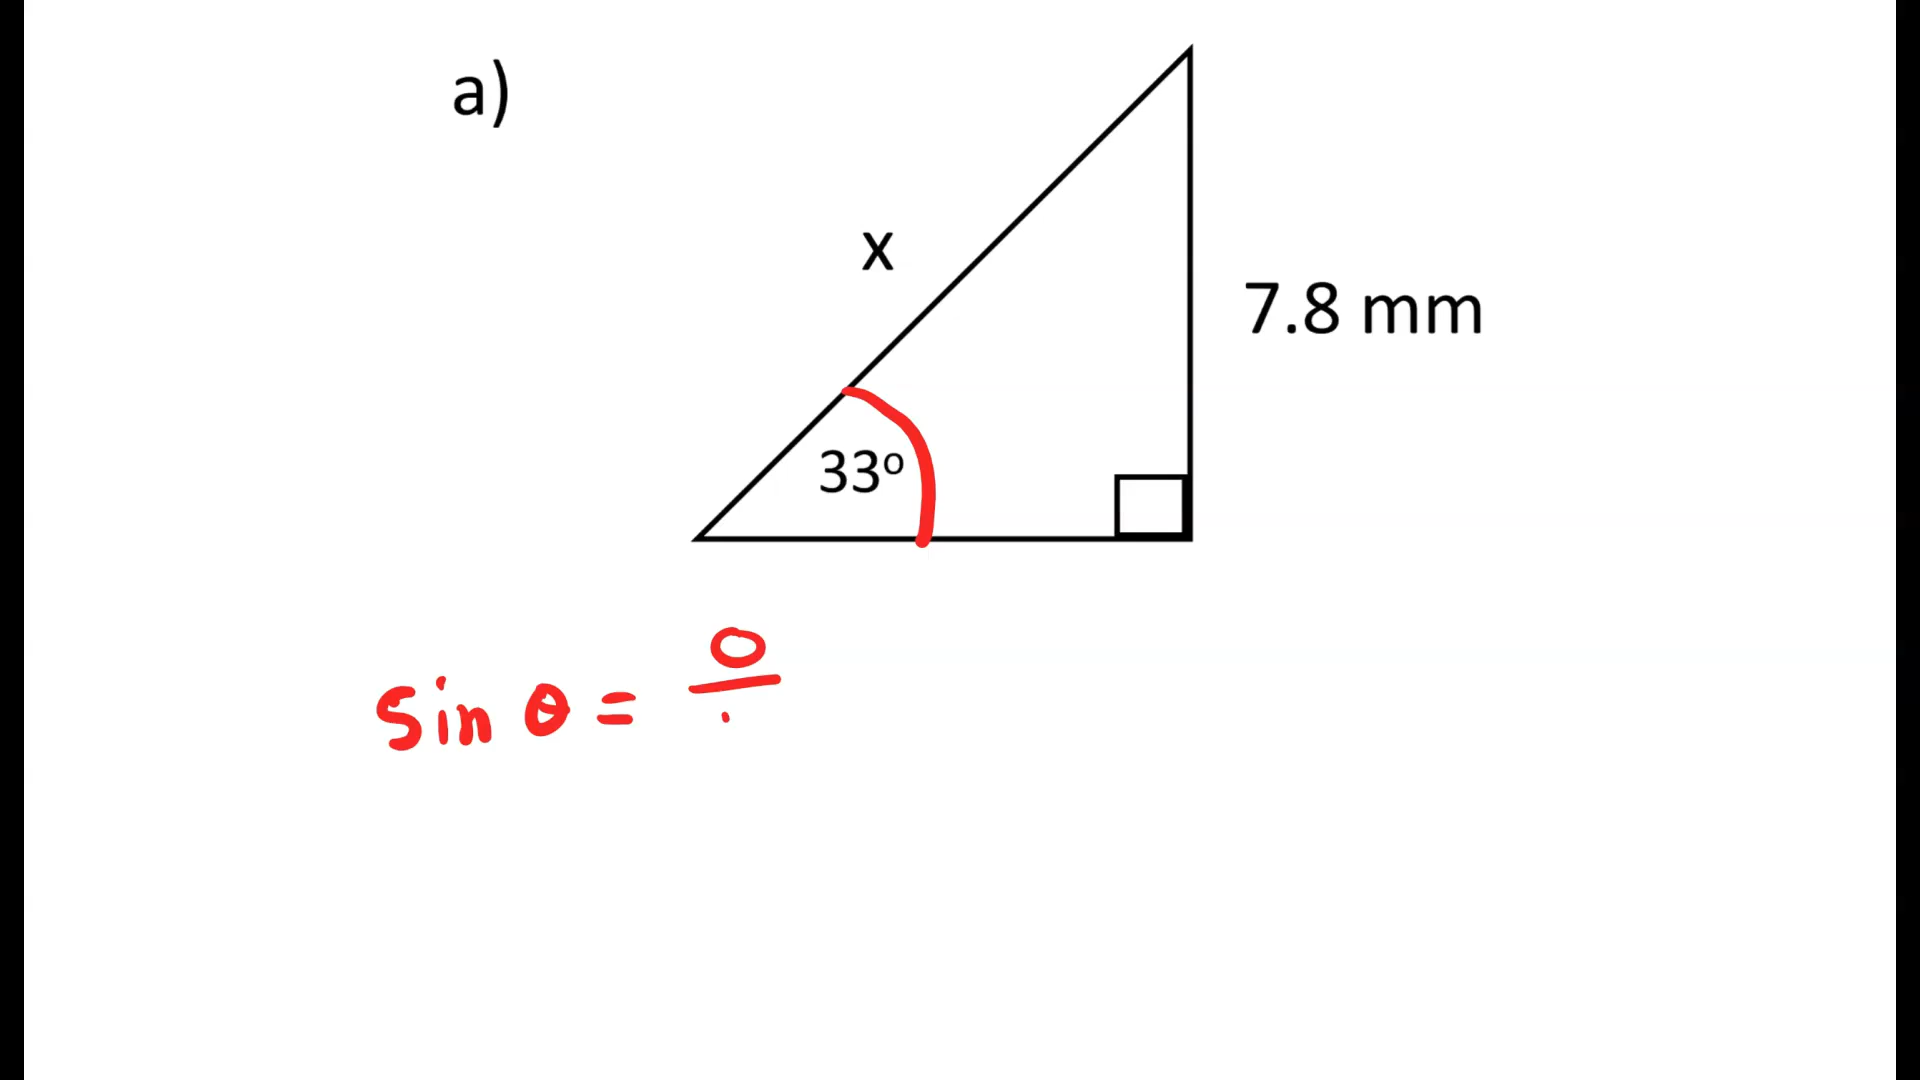 a)
x
7.8 mm
33º
Sin θ = O